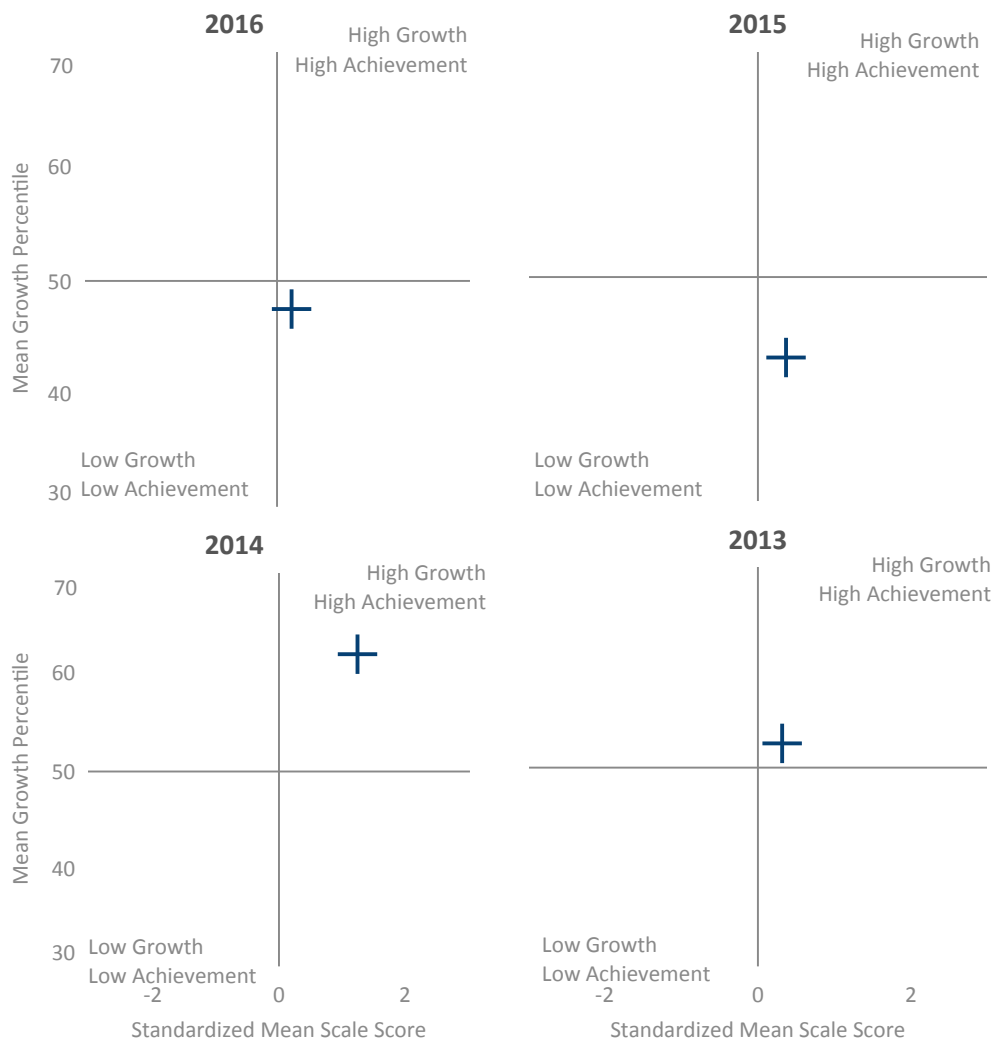 2016
High Growth
High Achievement
70
60
50
40
30
Mean Growth Percentile
Low Growth
Low Achievement
2015
High Growth
High Achievement
Low Growth
Low Achievement
2014
High Growth
High Achievement
70
60
50
40
30
Mean Growth Percentile
Low Growth
Low Achievement
-2
0
2
Standardized Mean Scale Score
2013
High Growth
High Achievement
Low Growth
Low Achievement
-2
0
2
Standardized Mean Scale Score